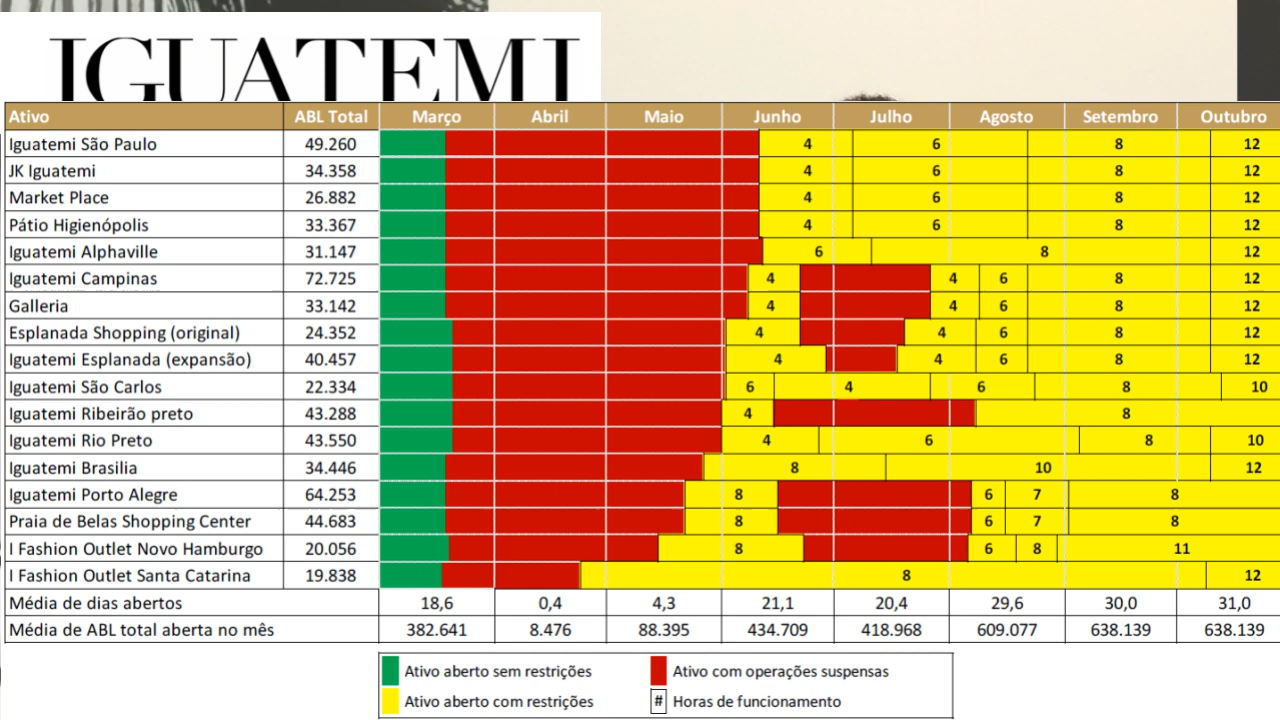 IGUATEMI
Ativo ABL Total Março Abril Maio Junho Julho Agosto Setembro Outubro
Iguatemi São Paulo 49.260 4 6 8 12
JK Iguatemi 34.358 4 6 8 12
Market Place 26.882 4 6 8 12
Pátio Higienópolis 33.367 4 6 8 12
Iguatemi Alphaville 31.147 6 8 12
Iguatemi Campinas 72.725 4 4 6 8 12
Galleria 33.142 4 4 6 8 12
Esplanada Shopping (original) 24.352 4 4 6 8 12
Iguatemi Esplanada (expansão) 40.457 4 4 6 8 12
Iguatemi São Carlos 22.334 6 4 6 8 10
Iguatemi Ribeirão preto 43.288 4 8
Iguatemi Rio Preto 43.550 4 6 8 10
Iguatemi Brasilia 34.446 8 10 12
Iguatemi Porto Alegre 64.253 8 6 7 8
Praia de Belas Shopping Center 44.683 8 6 7 8
I Fashion Outlet Novo Hamburgo 20.056 8 6 8 11
I Fashion Outlet Santa Catarina 19.838 8 12
Média de dias abertos 18,6 0,4 4,3 21,1 20,4 29,6 30,0 31,0
Média de ABL total aberta no mês 382.641 8.476 88.395 434.709 418.968 609.077 638.139 638.139
Ativo aberto sem restrições Ativo com operações suspensas
Ativo aberto com restrições # Horas de funcionamento